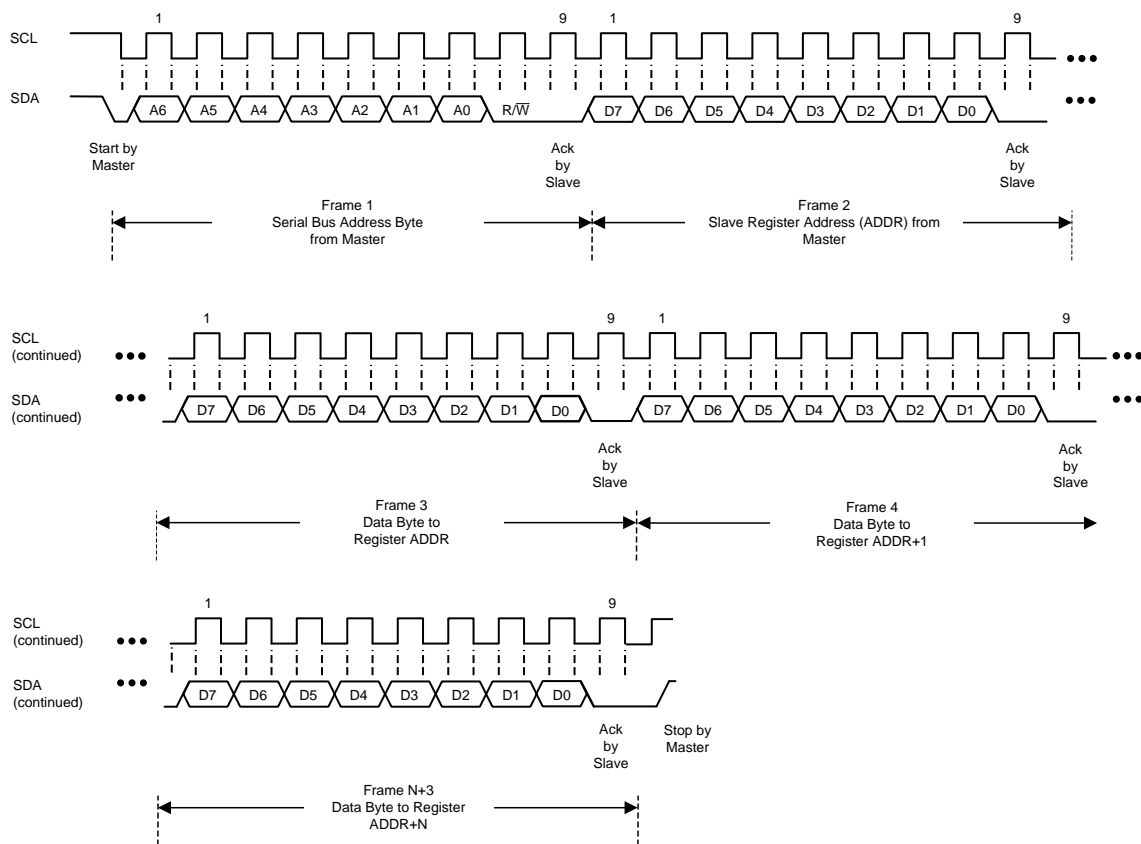 1 9 1 9
SCL
SDA
A6 A5 A4 A3 A2 A1 A0 R/W̅ D7 D6 D5 D4 D3 D2 D1 D0
Start by
Master
Ack
by
Slave
Ack
by
Slave
Frame 1
Serial Bus Address Byte
from Master
Frame 2
Slave Register Address (ADDR) from
Master
1 9 1 9
SCL
(continued)
SDA
(continued)
D7 D6 D5 D4 D3 D2 D1 D0 D7 D6 D5 D4 D3 D2 D1 D0
Ack
by
Slave
Ack
by
Slave
Frame 3
Data Byte to
Register ADDR
Frame 4
Data Byte to
Register ADDR+1
1 9
SCL
(continued)
SDA
(continued)
D7 D6 D5 D4 D3 D2 D1 D0
Ack
by
Slave
Stop by
Master
Frame N+3
Data Byte to Register
ADDR+N